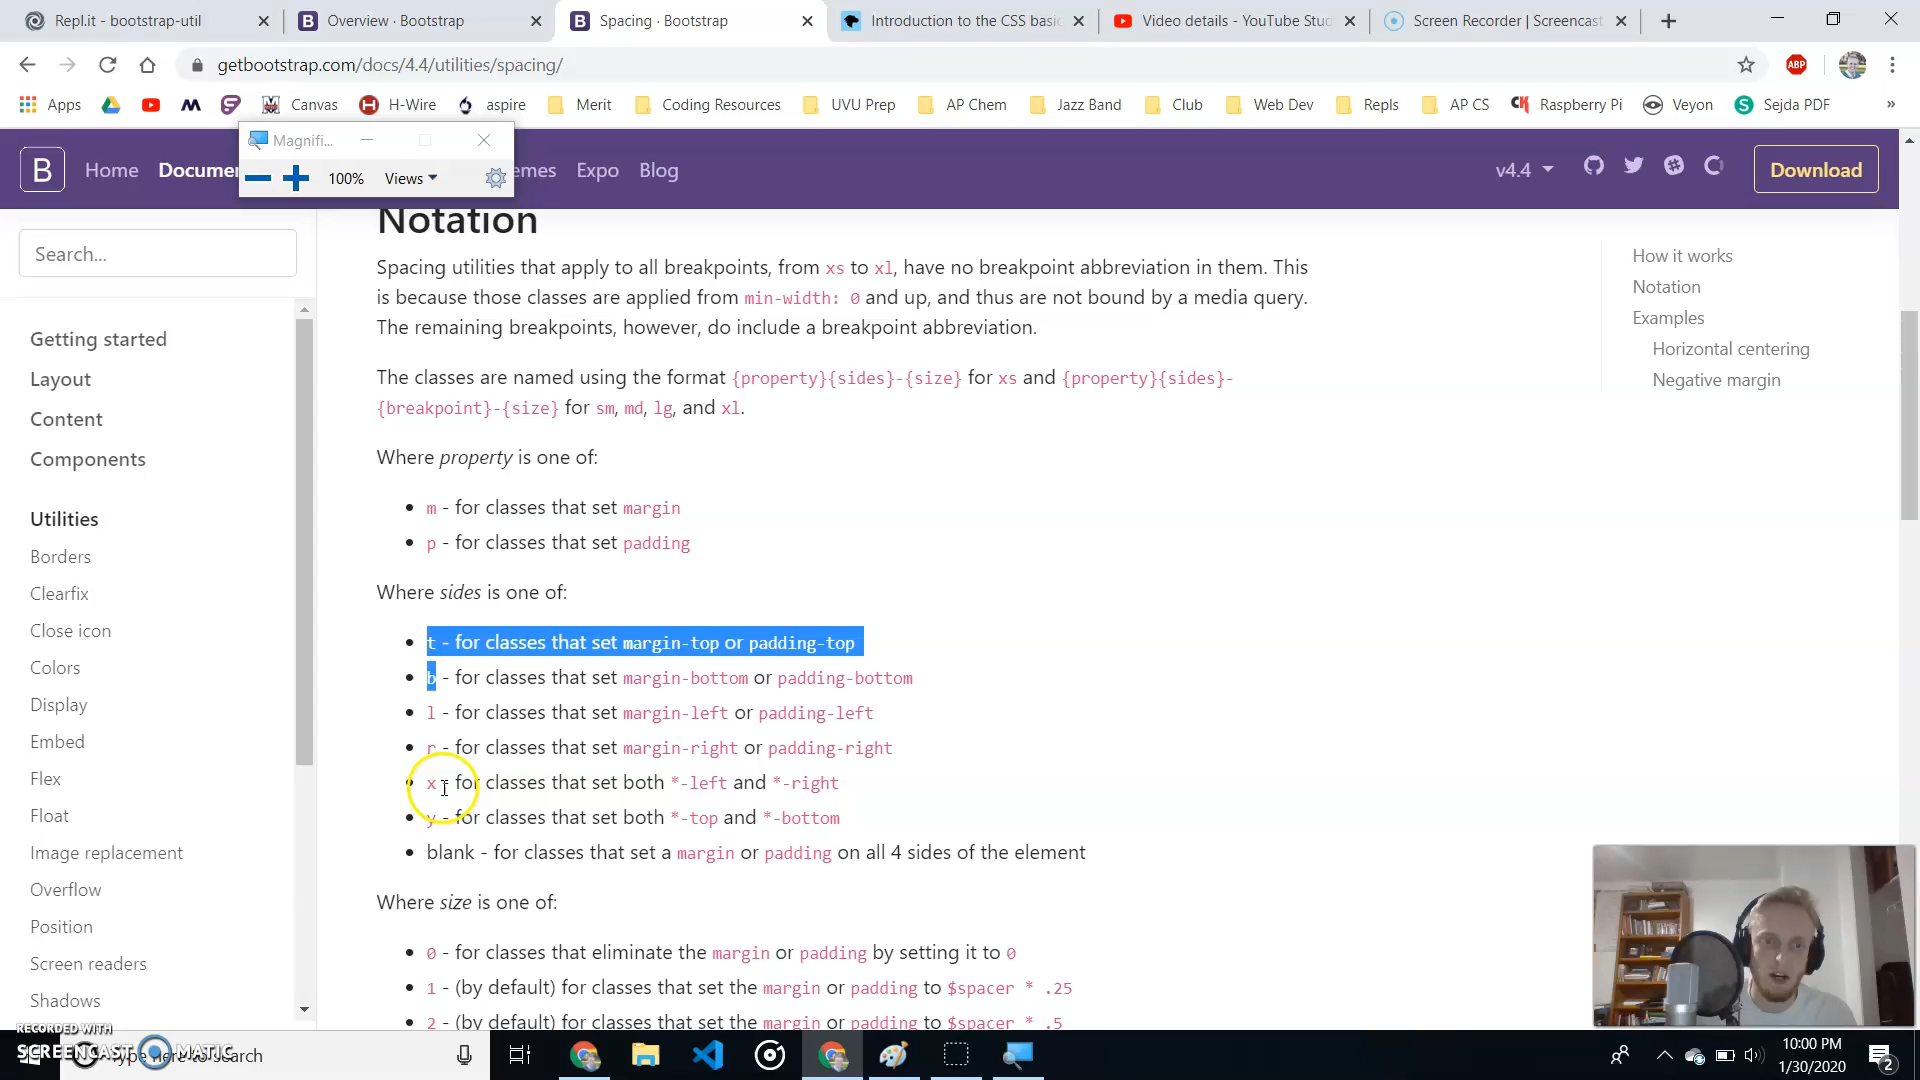 Repl.it - bootstrap-util
Overview · Bootstrap
Spacing · Bootstrap
Introduction to the CSS basic
Video details - YouTube Stud
Screen Recorder | Screencast
getbootstrap.com/docs/4.4/utilities/spacing/
ABP
Apps
Canvas
H-Wire
aspire
Merit
Coding Resources
UVU Prep
AP Chem
Jazz Band
Club
Web Dev
Repls
AP CS
Raspberry Pi
Veyon
Sejda PDF
»
Magnifi...
100%
Views
B
Home
Documen
emes
Expo
Blog
v4.4
Download
Search...
Getting started
Layout
Content
Components
Utilities
Borders
Clearfix
Close icon
Colors
Display
Embed
Flex
Float
Image replacement
Overflow
Position
Screen readers
Shadows
Notation
Spacing utilities that apply to all breakpoints, from xs to xl, have no breakpoint abbreviation in them. This
is because those classes are applied from min-width: 0 and up, and thus are not bound by a media query.
The remaining breakpoints, however, do include a breakpoint abbreviation.
The classes are named using the format {property}{sides}-{size} for xs and {property}{sides}-
{breakpoint}-{size} for sm, md, lg, and xl.
Where property is one of:
m - for classes that set margin
p - for classes that set padding
Where sides is one of:
t - for classes that set margin-top or padding-top
b - for classes that set margin-bottom or padding-bottom
l - for classes that set margin-left or padding-left
r - for classes that set margin-right or padding-right
x - for classes that set both *-left and *-right
y - for classes that set both *-top and *-bottom
blank - for classes that set a margin or padding on all 4 sides of the element
Where size is one of:
0 - for classes that eliminate the margin or padding by setting it to 0
1 - (by default) for classes that set the margin or padding to $spacer * .25
2 - (by default) for classes that set the margin or padding to $spacer * .5
How it works
Notation
Examples
Horizontal centering
Negative margin
RECORDED WITH
SCREENCAST MATIC
Type here to search
10:00 PM
1/30/2020
2